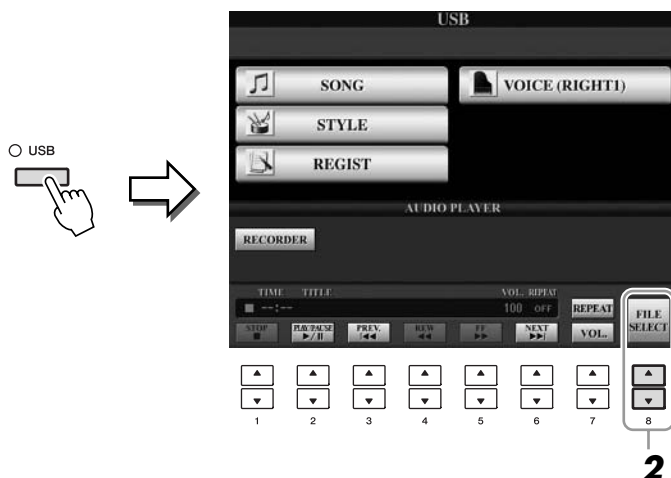 USB
SONG
VOICE (RIGHT1)
STYLE
REGIST
USB
AUDIO PLAYER
RECORDER
TIME TITLE VOL. REPEAT
--:-- 100 OFF
REPEAT
FILE
SELECT
STOP
PLAY/PAUSE
PREV.
REW
FF
NEXT
VOL.
1 2 3 4 5 6 7 8
2